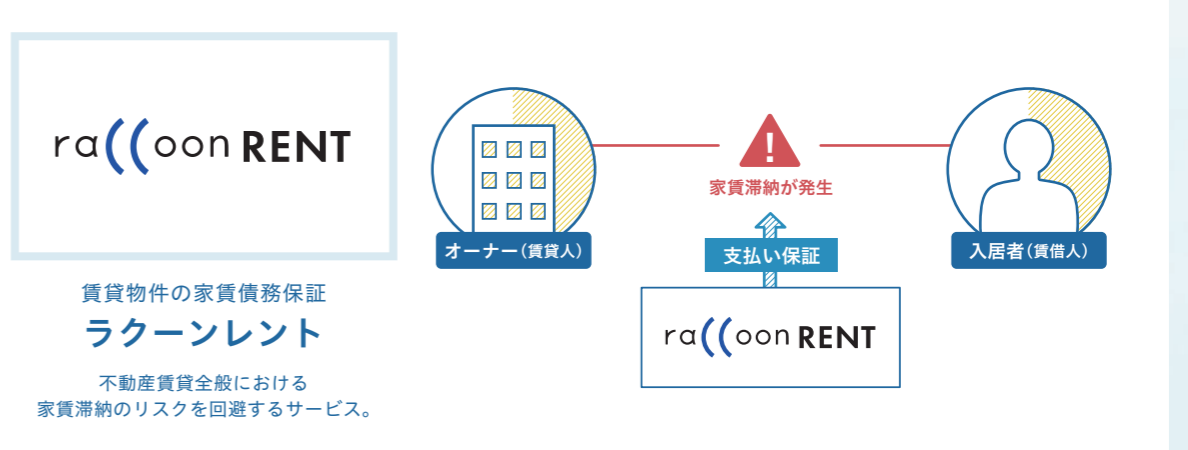 raccoon RENT
賃貸物件の家賃債務保証
ラクーンレント
不動産賃貸全般における
家賃滞納のリスクを回避するサービス。
オーナー(賃貸人)
!
家賃滞納が発生
支払い保証
raccoon RENT
入居者(賃借人)